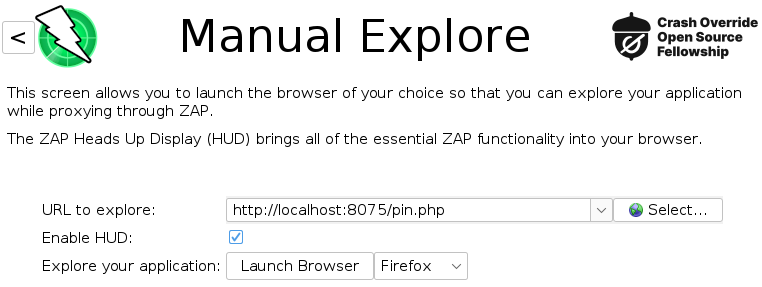 <
Manual Explore
Crash Override
Open Source
Fellowship
This screen allows you to launch the browser of your choice so that you can explore your application
while proxying through ZAP.
The ZAP Heads Up Display (HUD) brings all of the essential ZAP functionality into your browser.
URL to explore: http://localhost:8075/pin.php Select...
Enable HUD:
Explore your application: Launch Browser Firefox